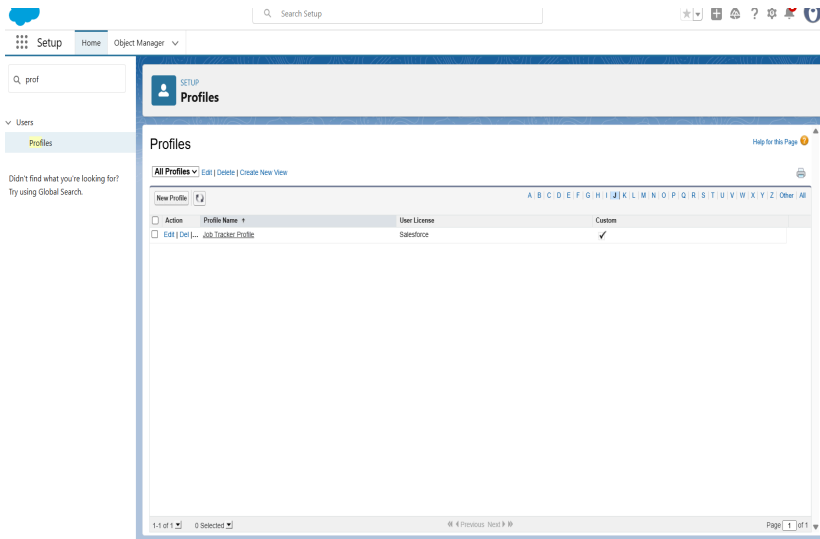 Search Setup
Setup Home Object Manager
prof
Users
Profiles
Didn't find what you're looking for?
Try using Global Search.
SETUP
Profiles
Profiles
Help for this Page ?
All Profiles Edit | Delete | Create New View
New Profile
A | B | C | D | E | F | G | H | I | J | K | L | M | N | O | P | Q | R | S | T | U | V | W | X | Y | Z | Other | All
Action Profile Name ↑ User License Custom
Edit | Del |... Job Tracker Profile Salesforce ✓
1-1 of 1 0 Selected Previous Next Page 1 of 1